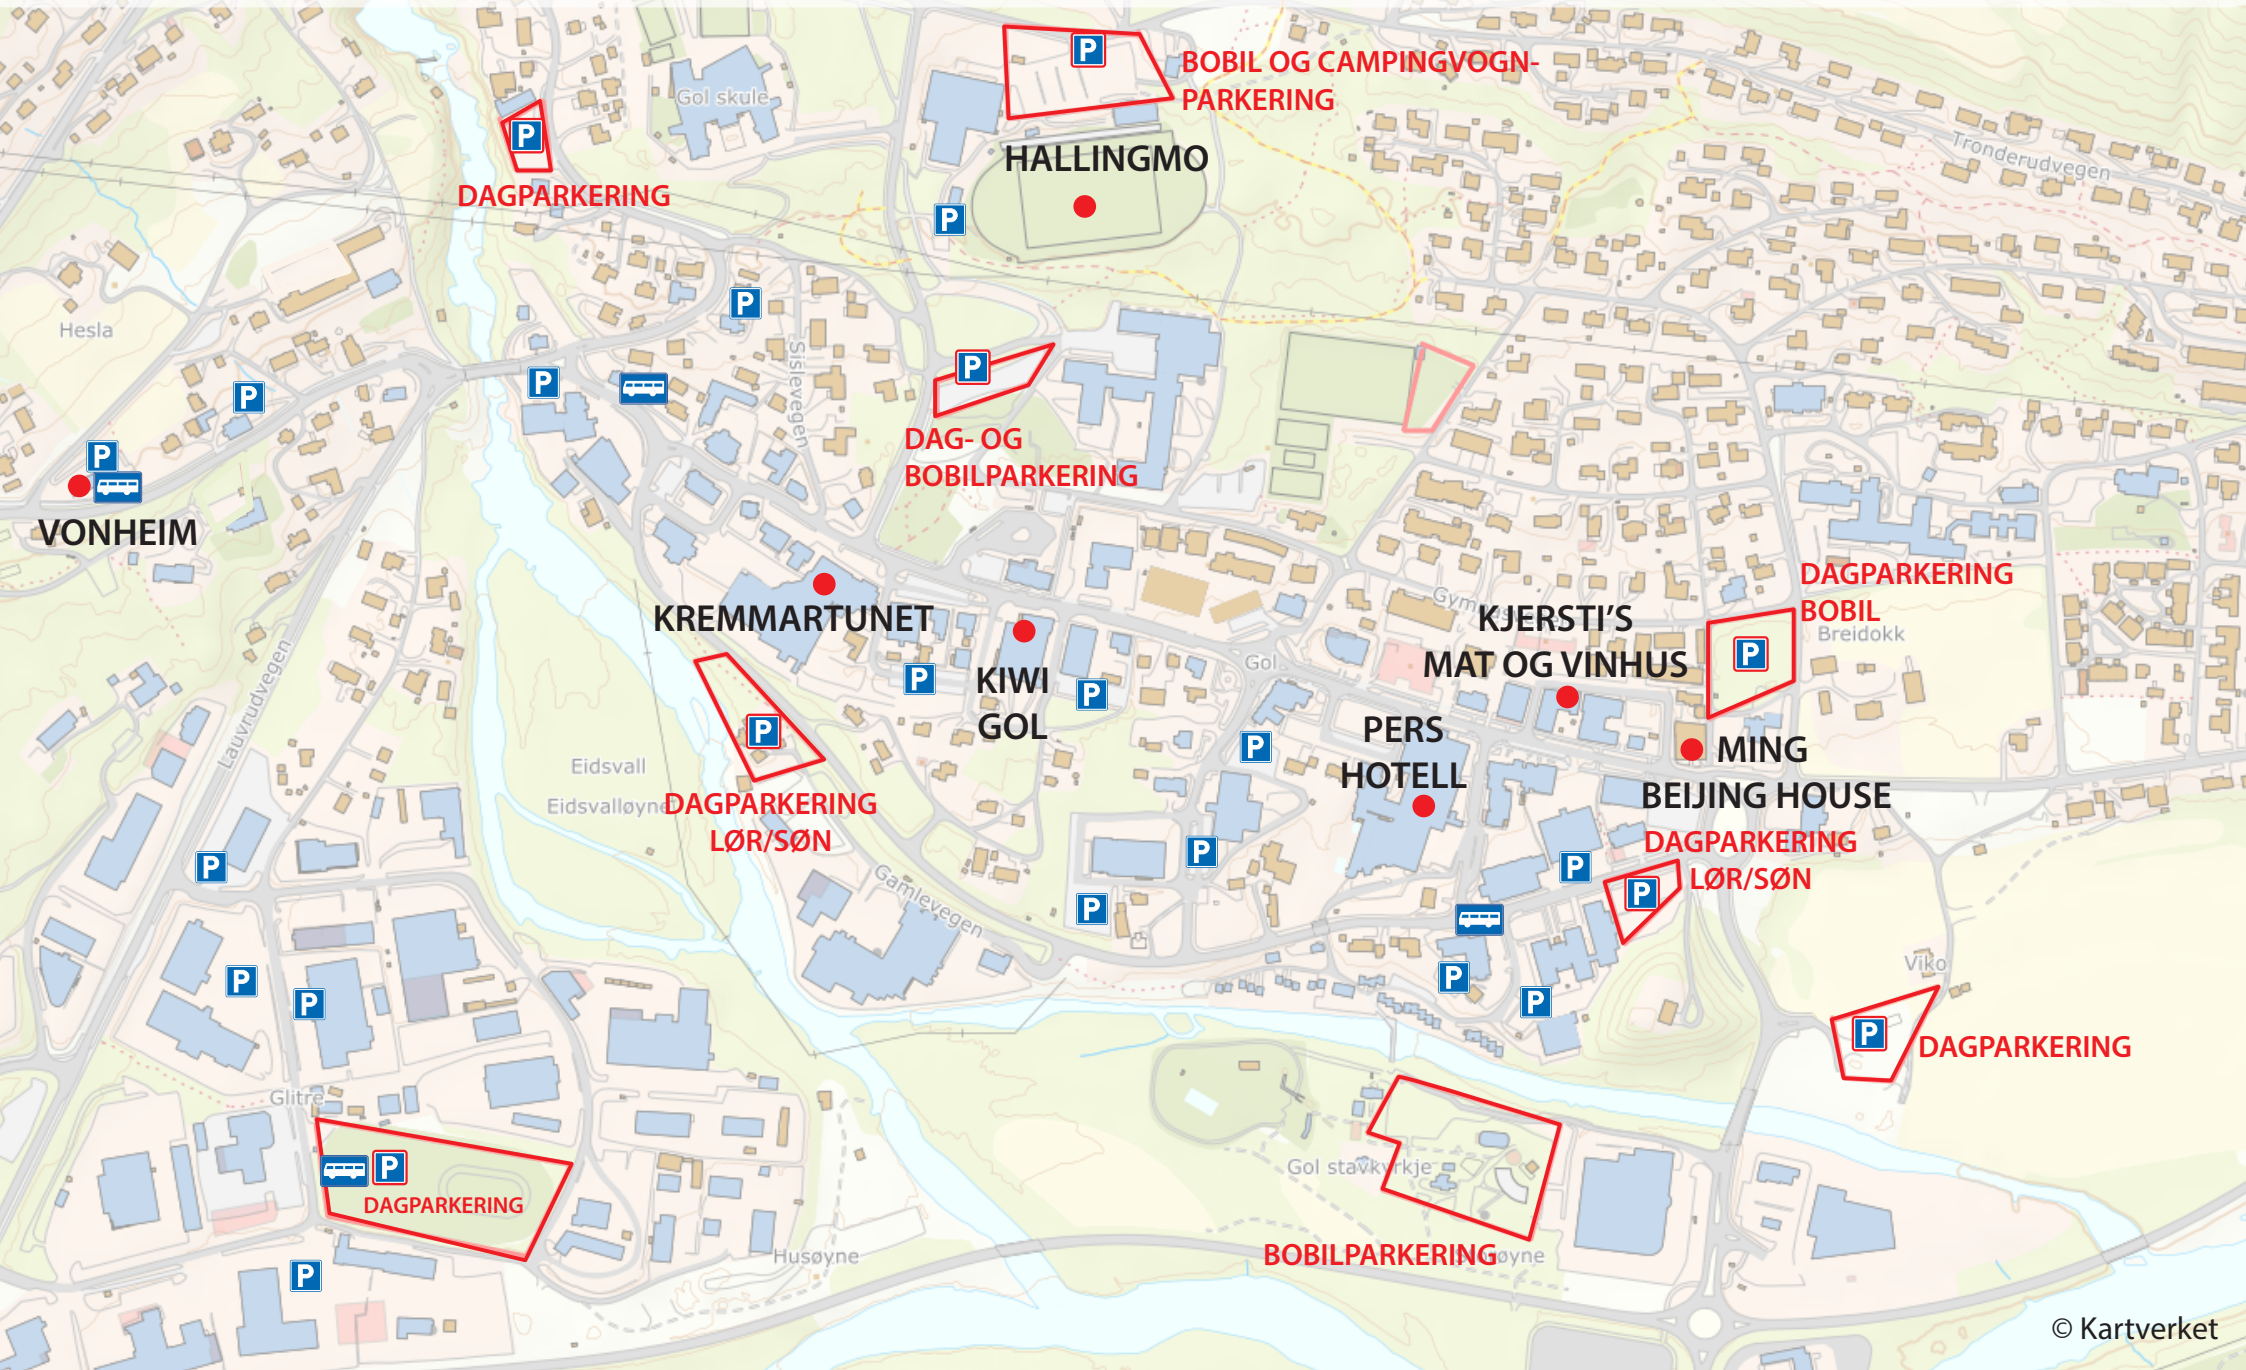 BOBIL OG CAMPINGVOGN-
PARKERING
P
Gol skule
P
HALLINGMO
Tronderudvegen
DAGPARKERING
P
P
Hesla
Sislevegen
P
P
P
DAG- OG
BOBILPARKERING
P
VONHEIM
DAGPARKERING
BOBIL
KREMMARTUNET
KJERSTI'S
MAT OG VINHUS
Breidokk
Gol
P
P
KIWI
GOL
P
P
Lauvrudvegen
PERS
HOTELL
P
MING
BEIJING HOUSE
Eidsvall
Eidsvalløyne
DAGPARKERING
LØR/SØN
DAGPARKERING
LØR/SØN
P
P
P
P
Gamlevegen
P
Viko
P
P
P
P
P
DAGPARKERING
Glitre
P
DAGPARKERING
Gol stavkyrkje
BOBILPARKERING
Husøyne
P
© Kartverket